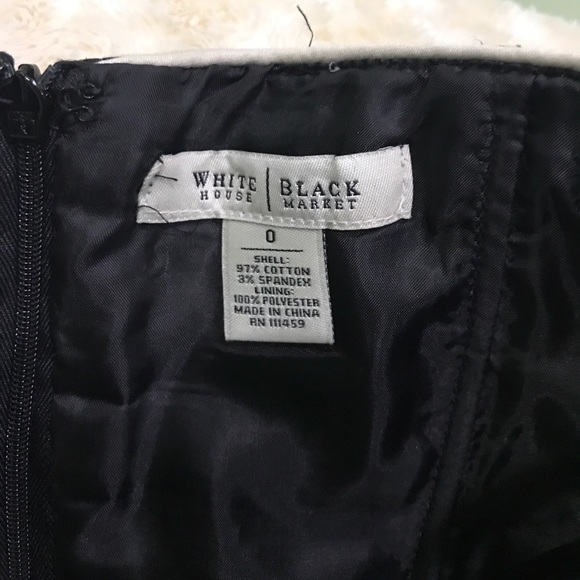 WHITE | BLACK
HOUSE | MARKET
0
SHELL:
97% COTTON
3% SPANDEX
LINING:
100% POLYESTER
MADE IN CHINA
RN 111459